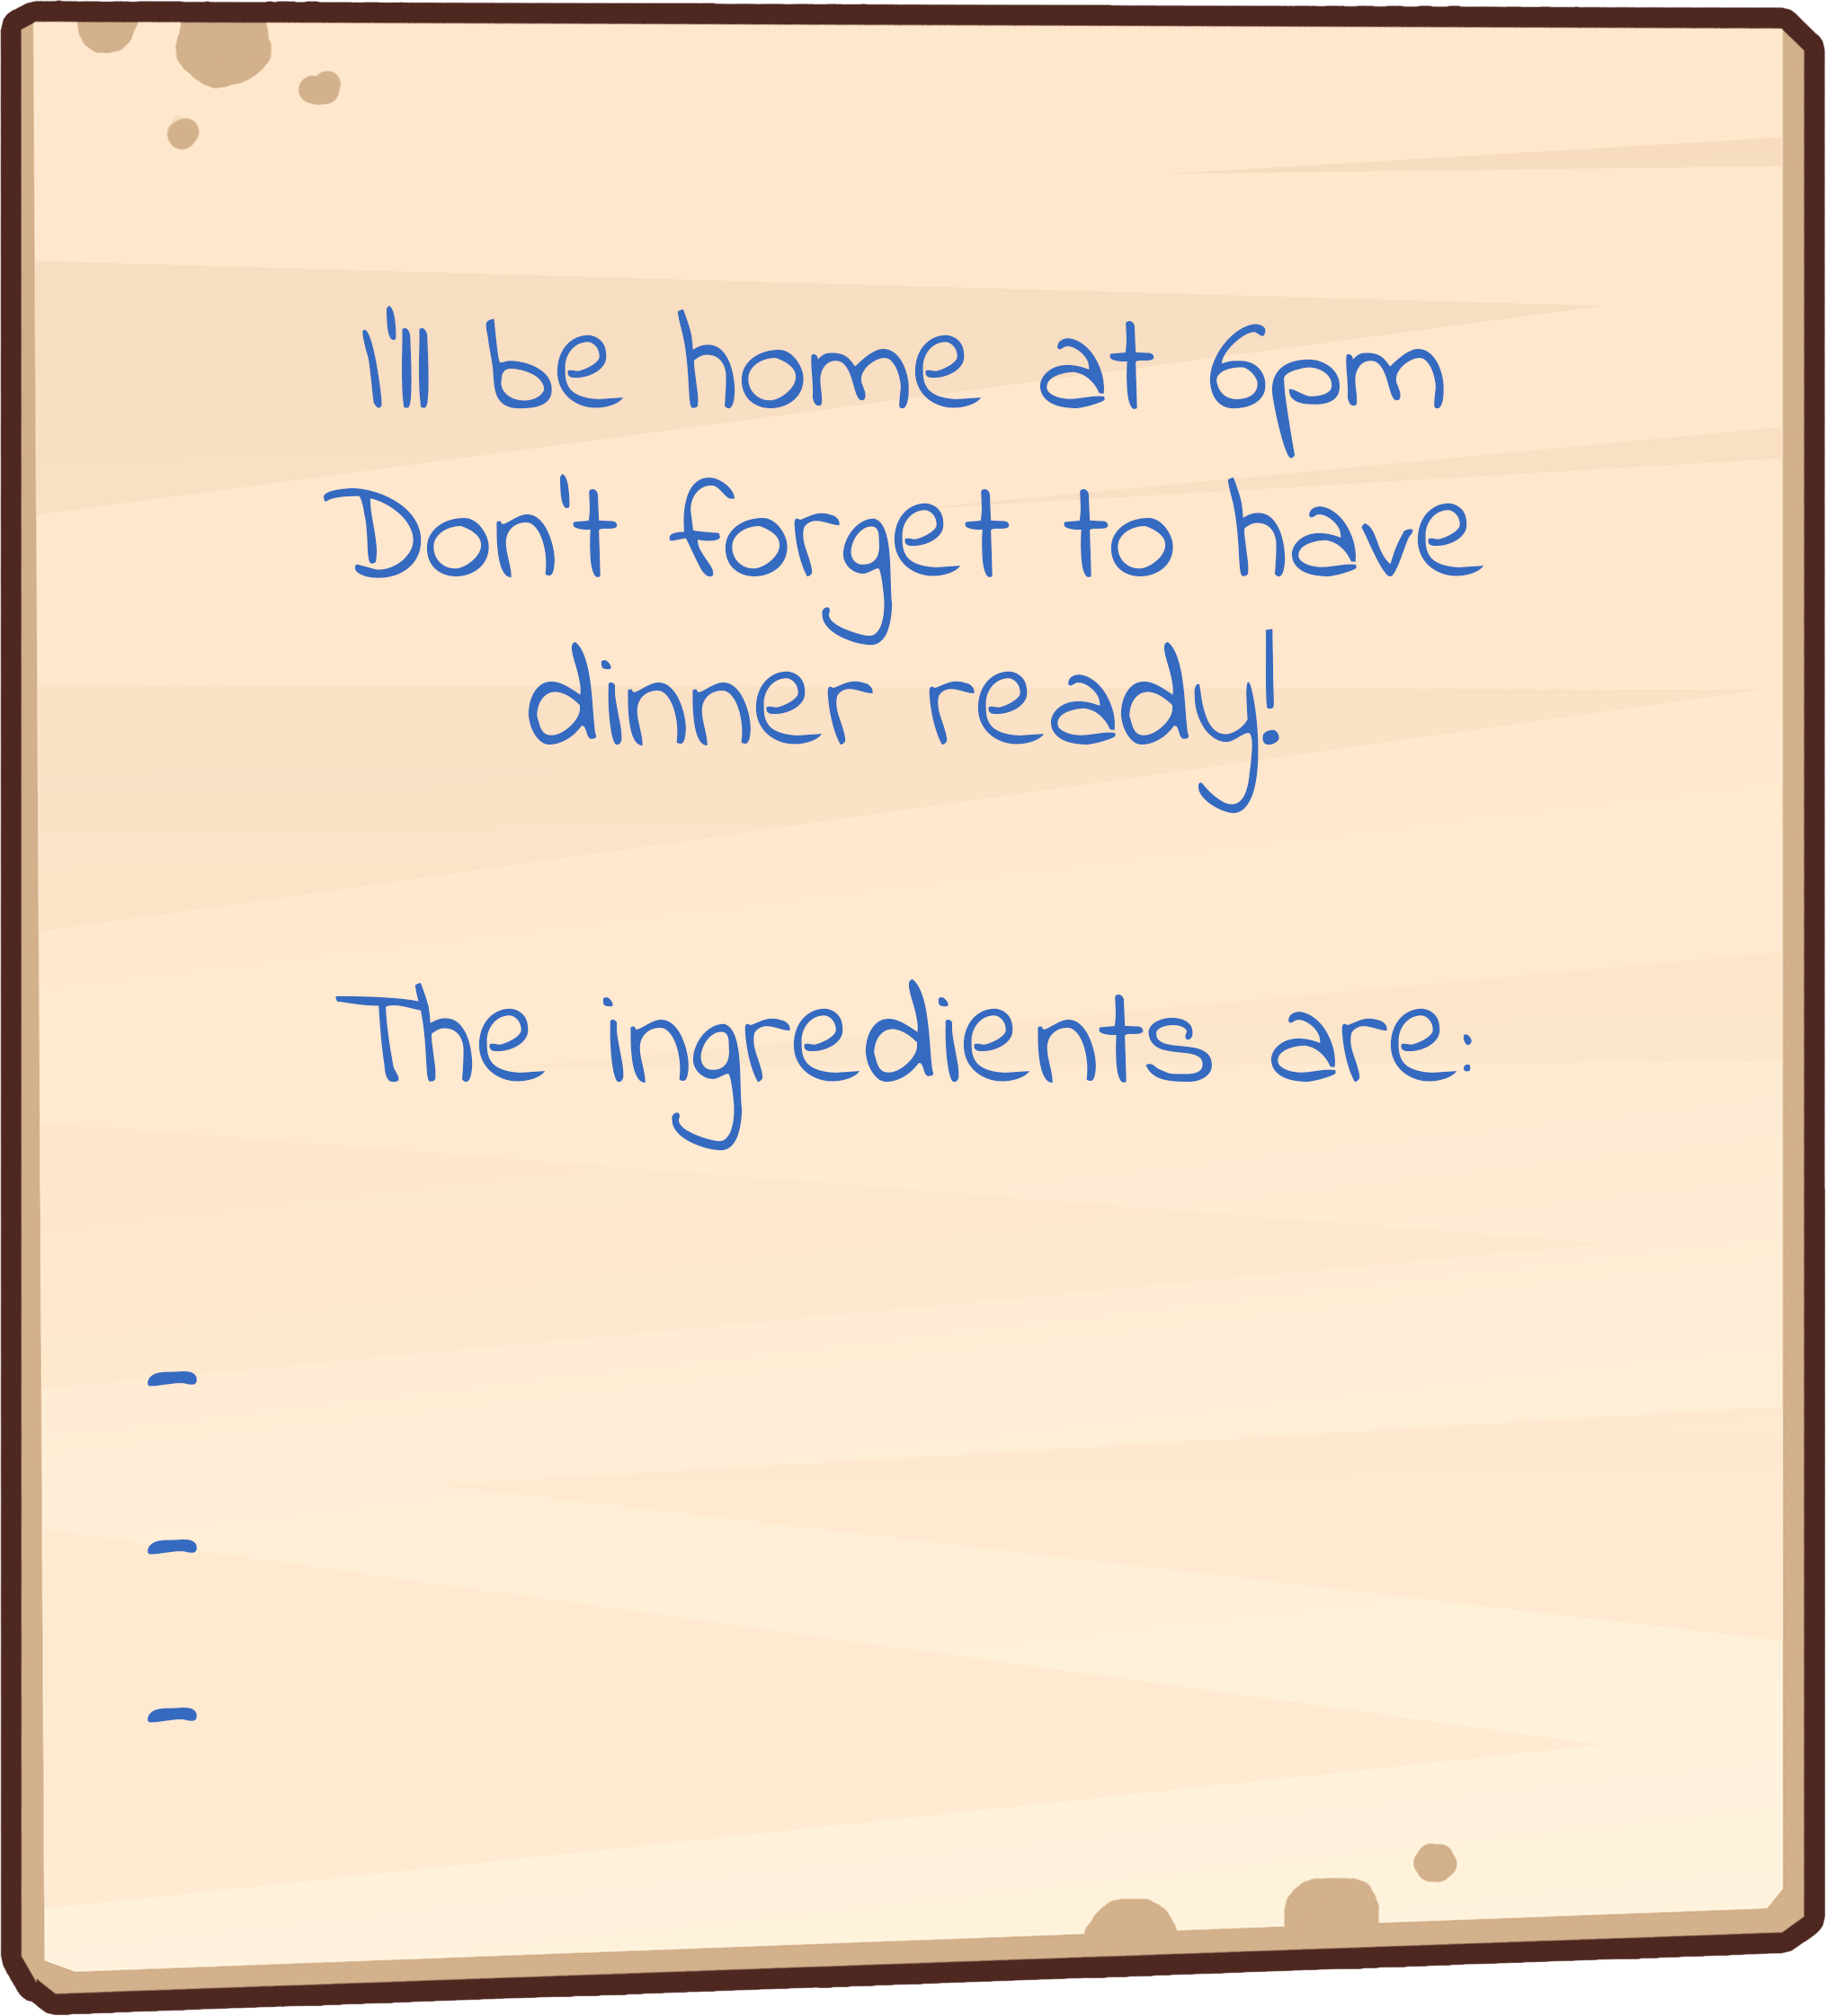 I'll be home at 6pm
Don't forget to have
dinner ready!
The ingredients are:
-
-
-